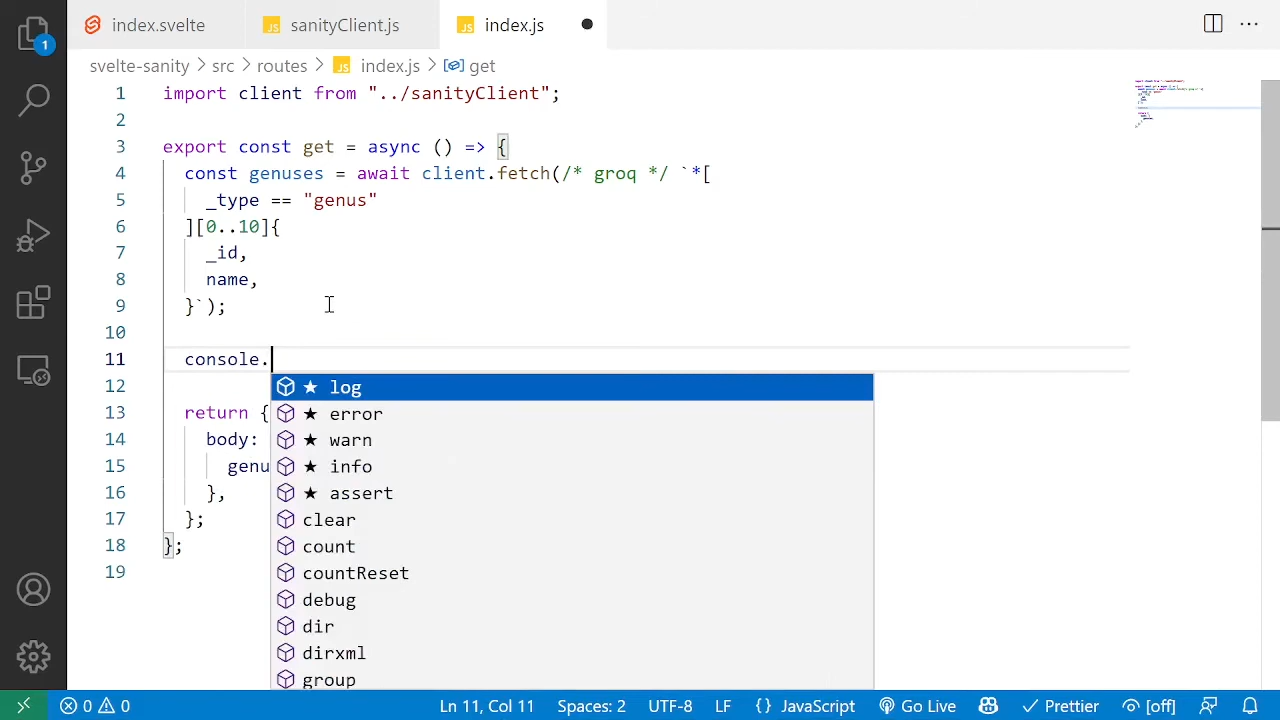 index.svelte JS sanityClient.js JS index.js
svelte-sanity > src > routes > JS index.js > get
1 import client from "../sanityClient";
2
3 export const get = async () => {
4 const genuses = await client.fetch(/* groq */ `*[
5 _type == "genus"
6 ][0..10]{
7 _id,
8 name,
9 }`);
10
11 console.
12 ★ log
13 return { ★ error
14 body: ★ warn
15 genu ★ info
16 }, ★ assert
17 }; clear
18 }; count
19 countReset
debug
dir
dirxml
group
1
0 0 Ln 11, Col 11 Spaces: 2 UTF-8 LF {} JavaScript Go Live Prettier [off]